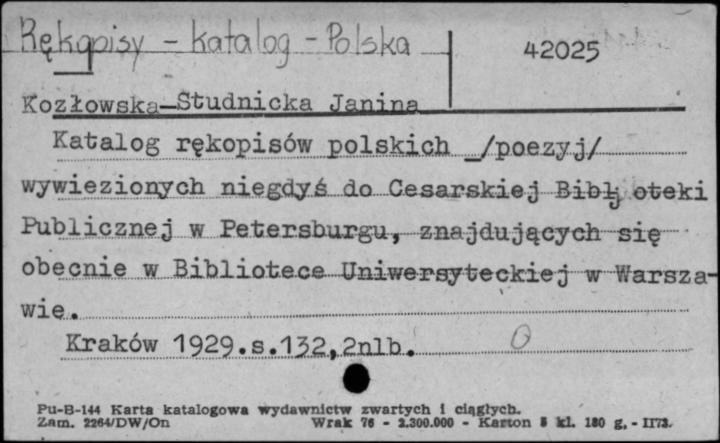 Rękopisy - katalog - Polska
42025
Kozłowska-Studnicka Janina
Katalog rękopisów polskich /poezyj/
wywiezionych niegdyś do Cesarskiej Bibljoteki
Publicznej w Petersburgu, znajdujących się
obecnie w Bibliotece Uniwersyteckiej w Warsza-
wie.
Kraków 1929.s.132,2nlb.
Pu-B-144 Karta katalogowa wydawnictw zwartych i ciągłych.
Zam. 2264/DW/On Wrak 76 - 2.300.000 - Karton 5 kl. 180 g. - II73.